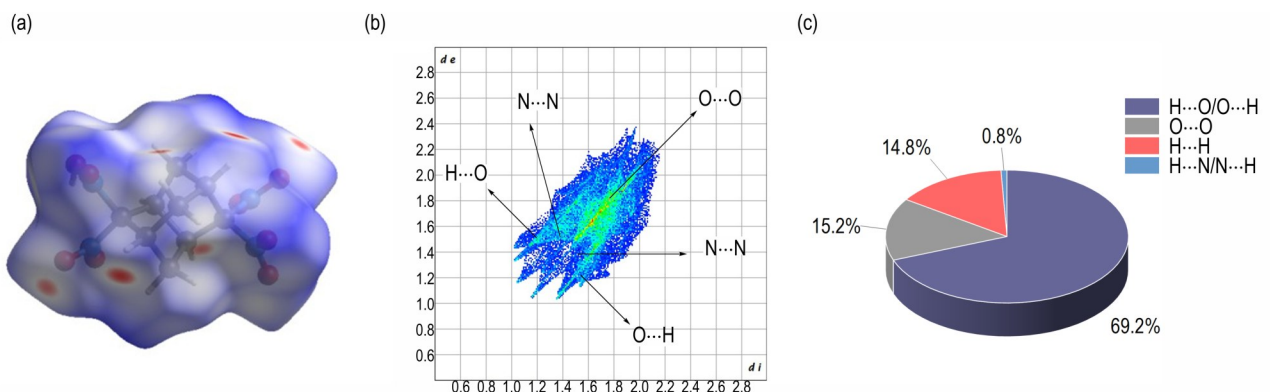 (a)
(b)
(c)
d e
2.8
2.6
2.4
2.2
2.0
1.8
1.6
1.4
1.2
1.0
0.8
0.6
N···N
O···O
H···O
N···N
O···H
d i
0.6 0.8 1.0 1.2 1.4 1.6 1.8 2.0 2.2 2.4 2.6 2.8
0.8%
14.8%
15.2%
69.2%
H···O/O···H
O···O
H···H
H···N/N···H